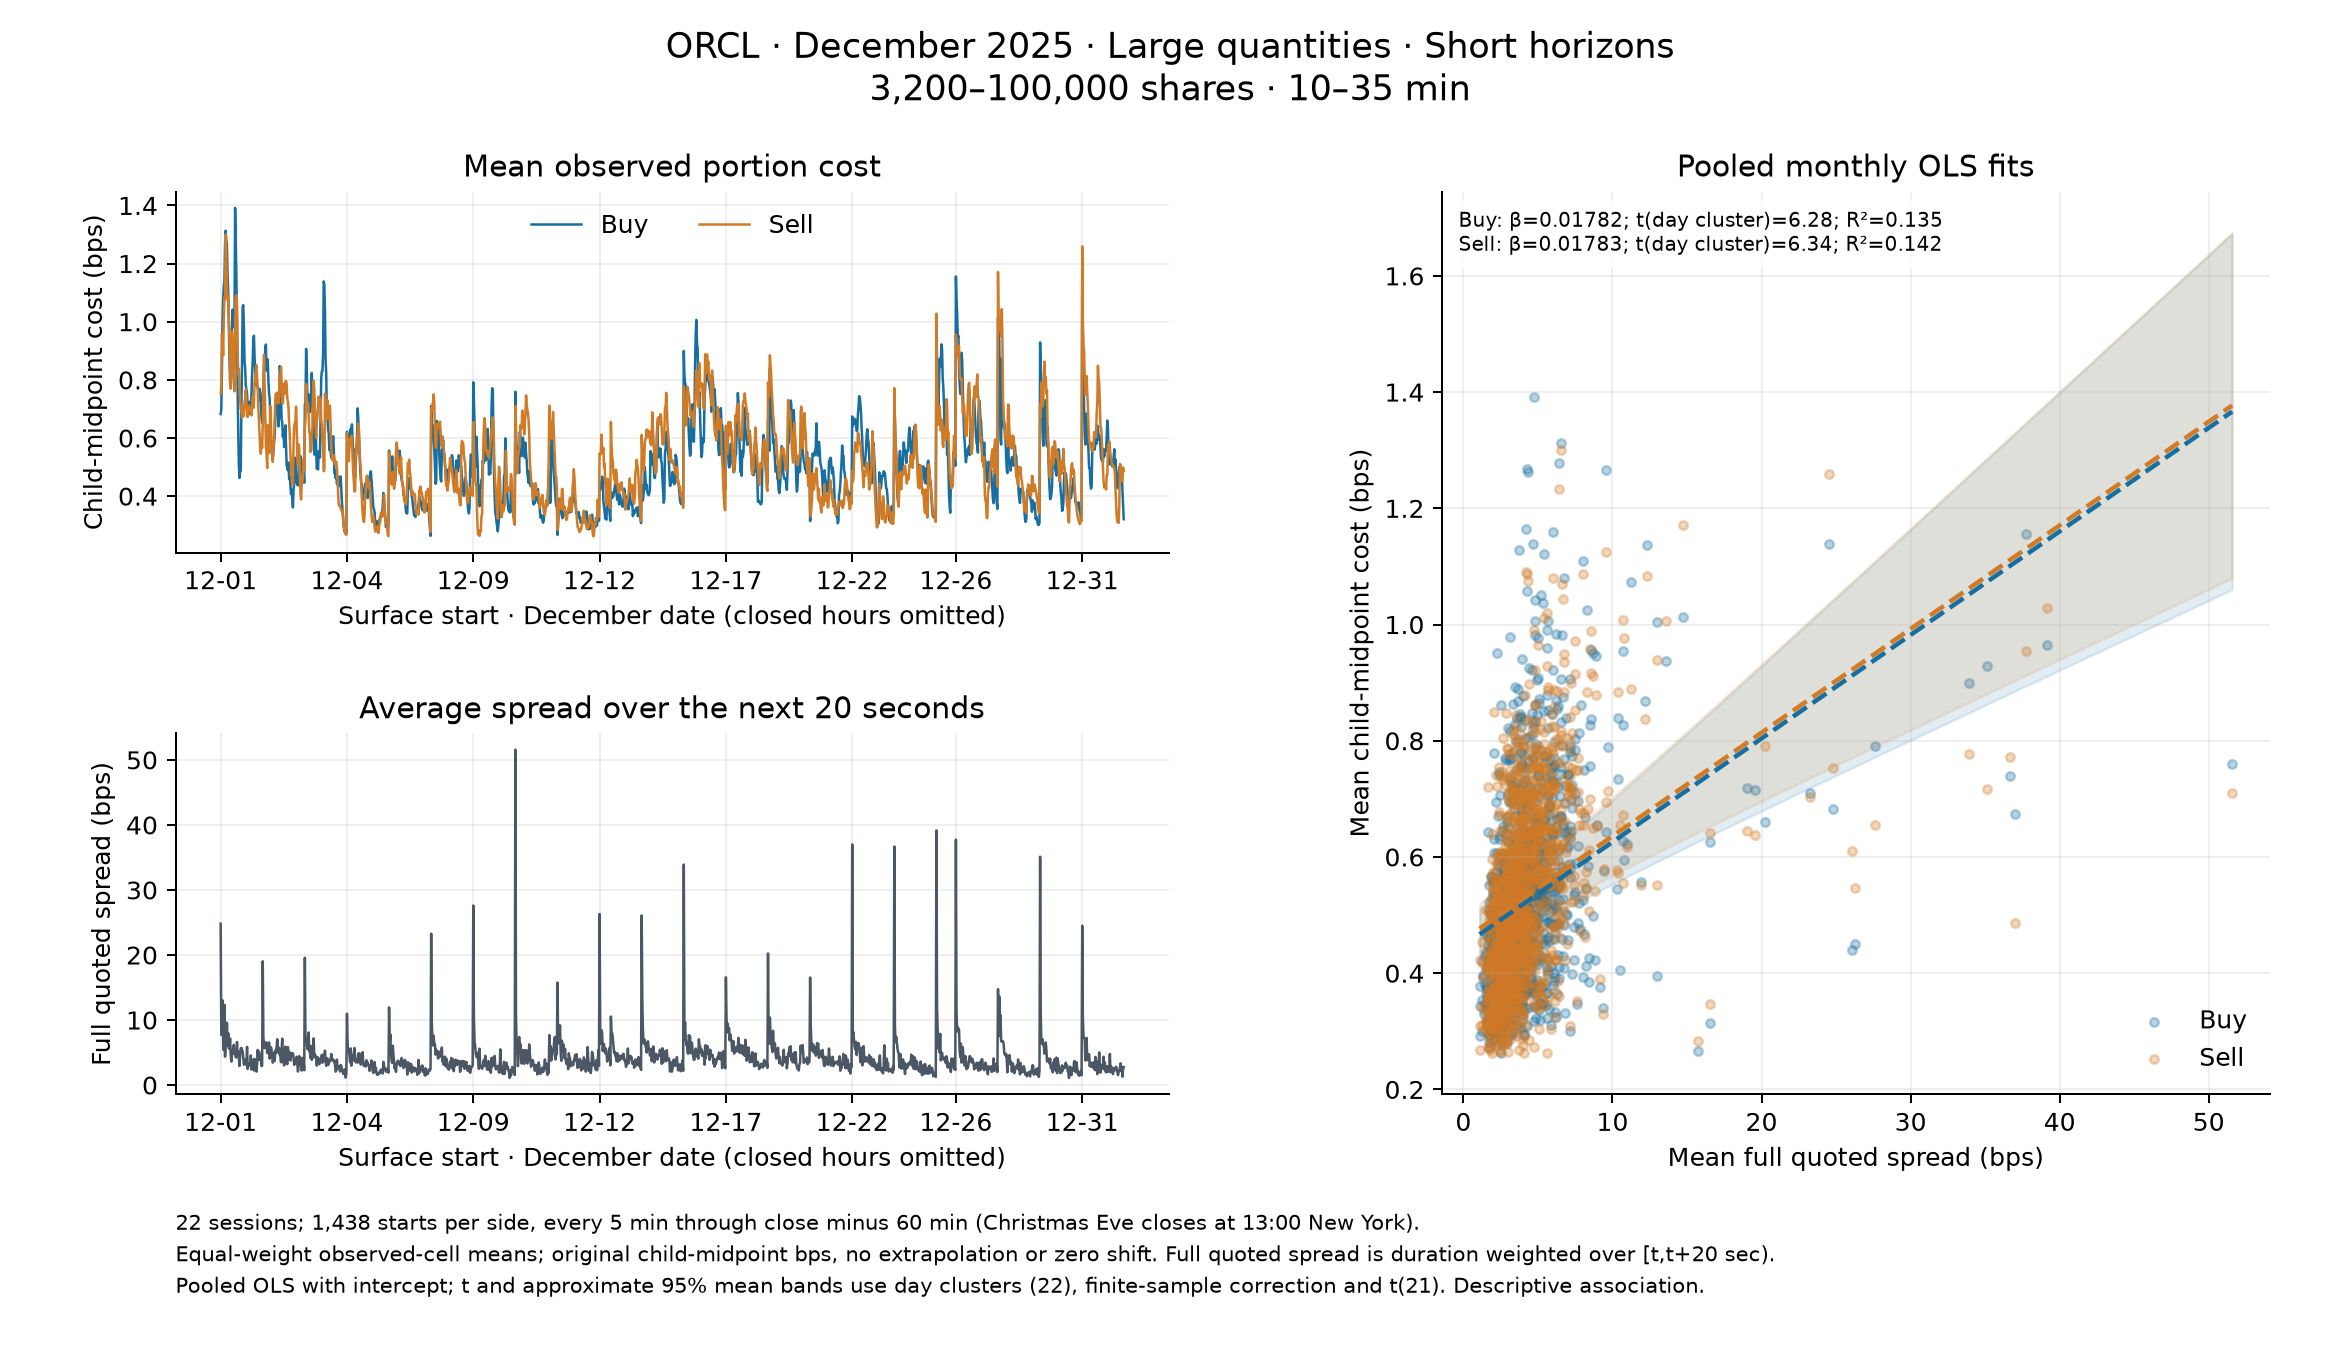 ORCL · December 2025 · Large quantities · Short horizons
3,200–100,000 shares · 10–35 min
Mean observed portion cost
Child-midpoint cost (bps)
1.4
1.2
1.0
0.8
0.6
0.4
Buy
Sell
12-01
12-04
12-09
12-12
12-17
12-22
12-26
12-31
Surface start · December date (closed hours omitted)
Average spread over the next 20 seconds
Full quoted spread (bps)
50
40
30
20
10
0
12-01
12-04
12-09
12-12
12-17
12-22
12-26
12-31
Surface start · December date (closed hours omitted)
Pooled monthly OLS fits
Buy: β=0.01782; t(day cluster)=6.28; R²=0.135
Sell: β=0.01783; t(day cluster)=6.34; R²=0.142
Mean child-midpoint cost (bps)
1.6
1.4
1.2
1.0
0.8
0.6
0.4
0.2
Buy
Sell
0
10
20
30
40
50
Mean full quoted spread (bps)
22 sessions; 1,438 starts per side, every 5 min through close minus 60 min (Christmas Eve closes at 13:00 New York).
Equal-weight observed-cell means; original child-midpoint bps, no extrapolation or zero shift. Full quoted spread is duration weighted over [t,t+20 sec).
Pooled OLS with intercept; t and approximate 95% mean bands use day clusters (22), finite-sample correction and t(21). Descriptive association.